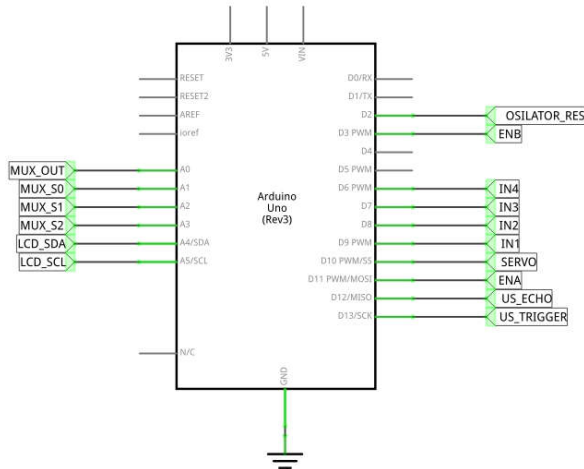 3V3
5V
VIN
RESET
RESET2
AREF
ioref
MUX_OUT A0
MUX_S0 A1
MUX_S1 A2
MUX_S2 A3
LCD_SDA A4/SDA
LCD_SCL A5/SCL
N/C
Arduino
Uno
(Rev3)
D0/RX
D1/TX
D2 OSILATOR_RES
D3 PWM ENB
D4
D5 PWM
D6 PWM IN4
D7 IN3
D8 IN2
D9 PWM IN1
D10 PWM/SS SERVO
D11 PWM/MOSI ENA
D12/MISO US_ECHO
D13/SCK US_TRIGGER
GND